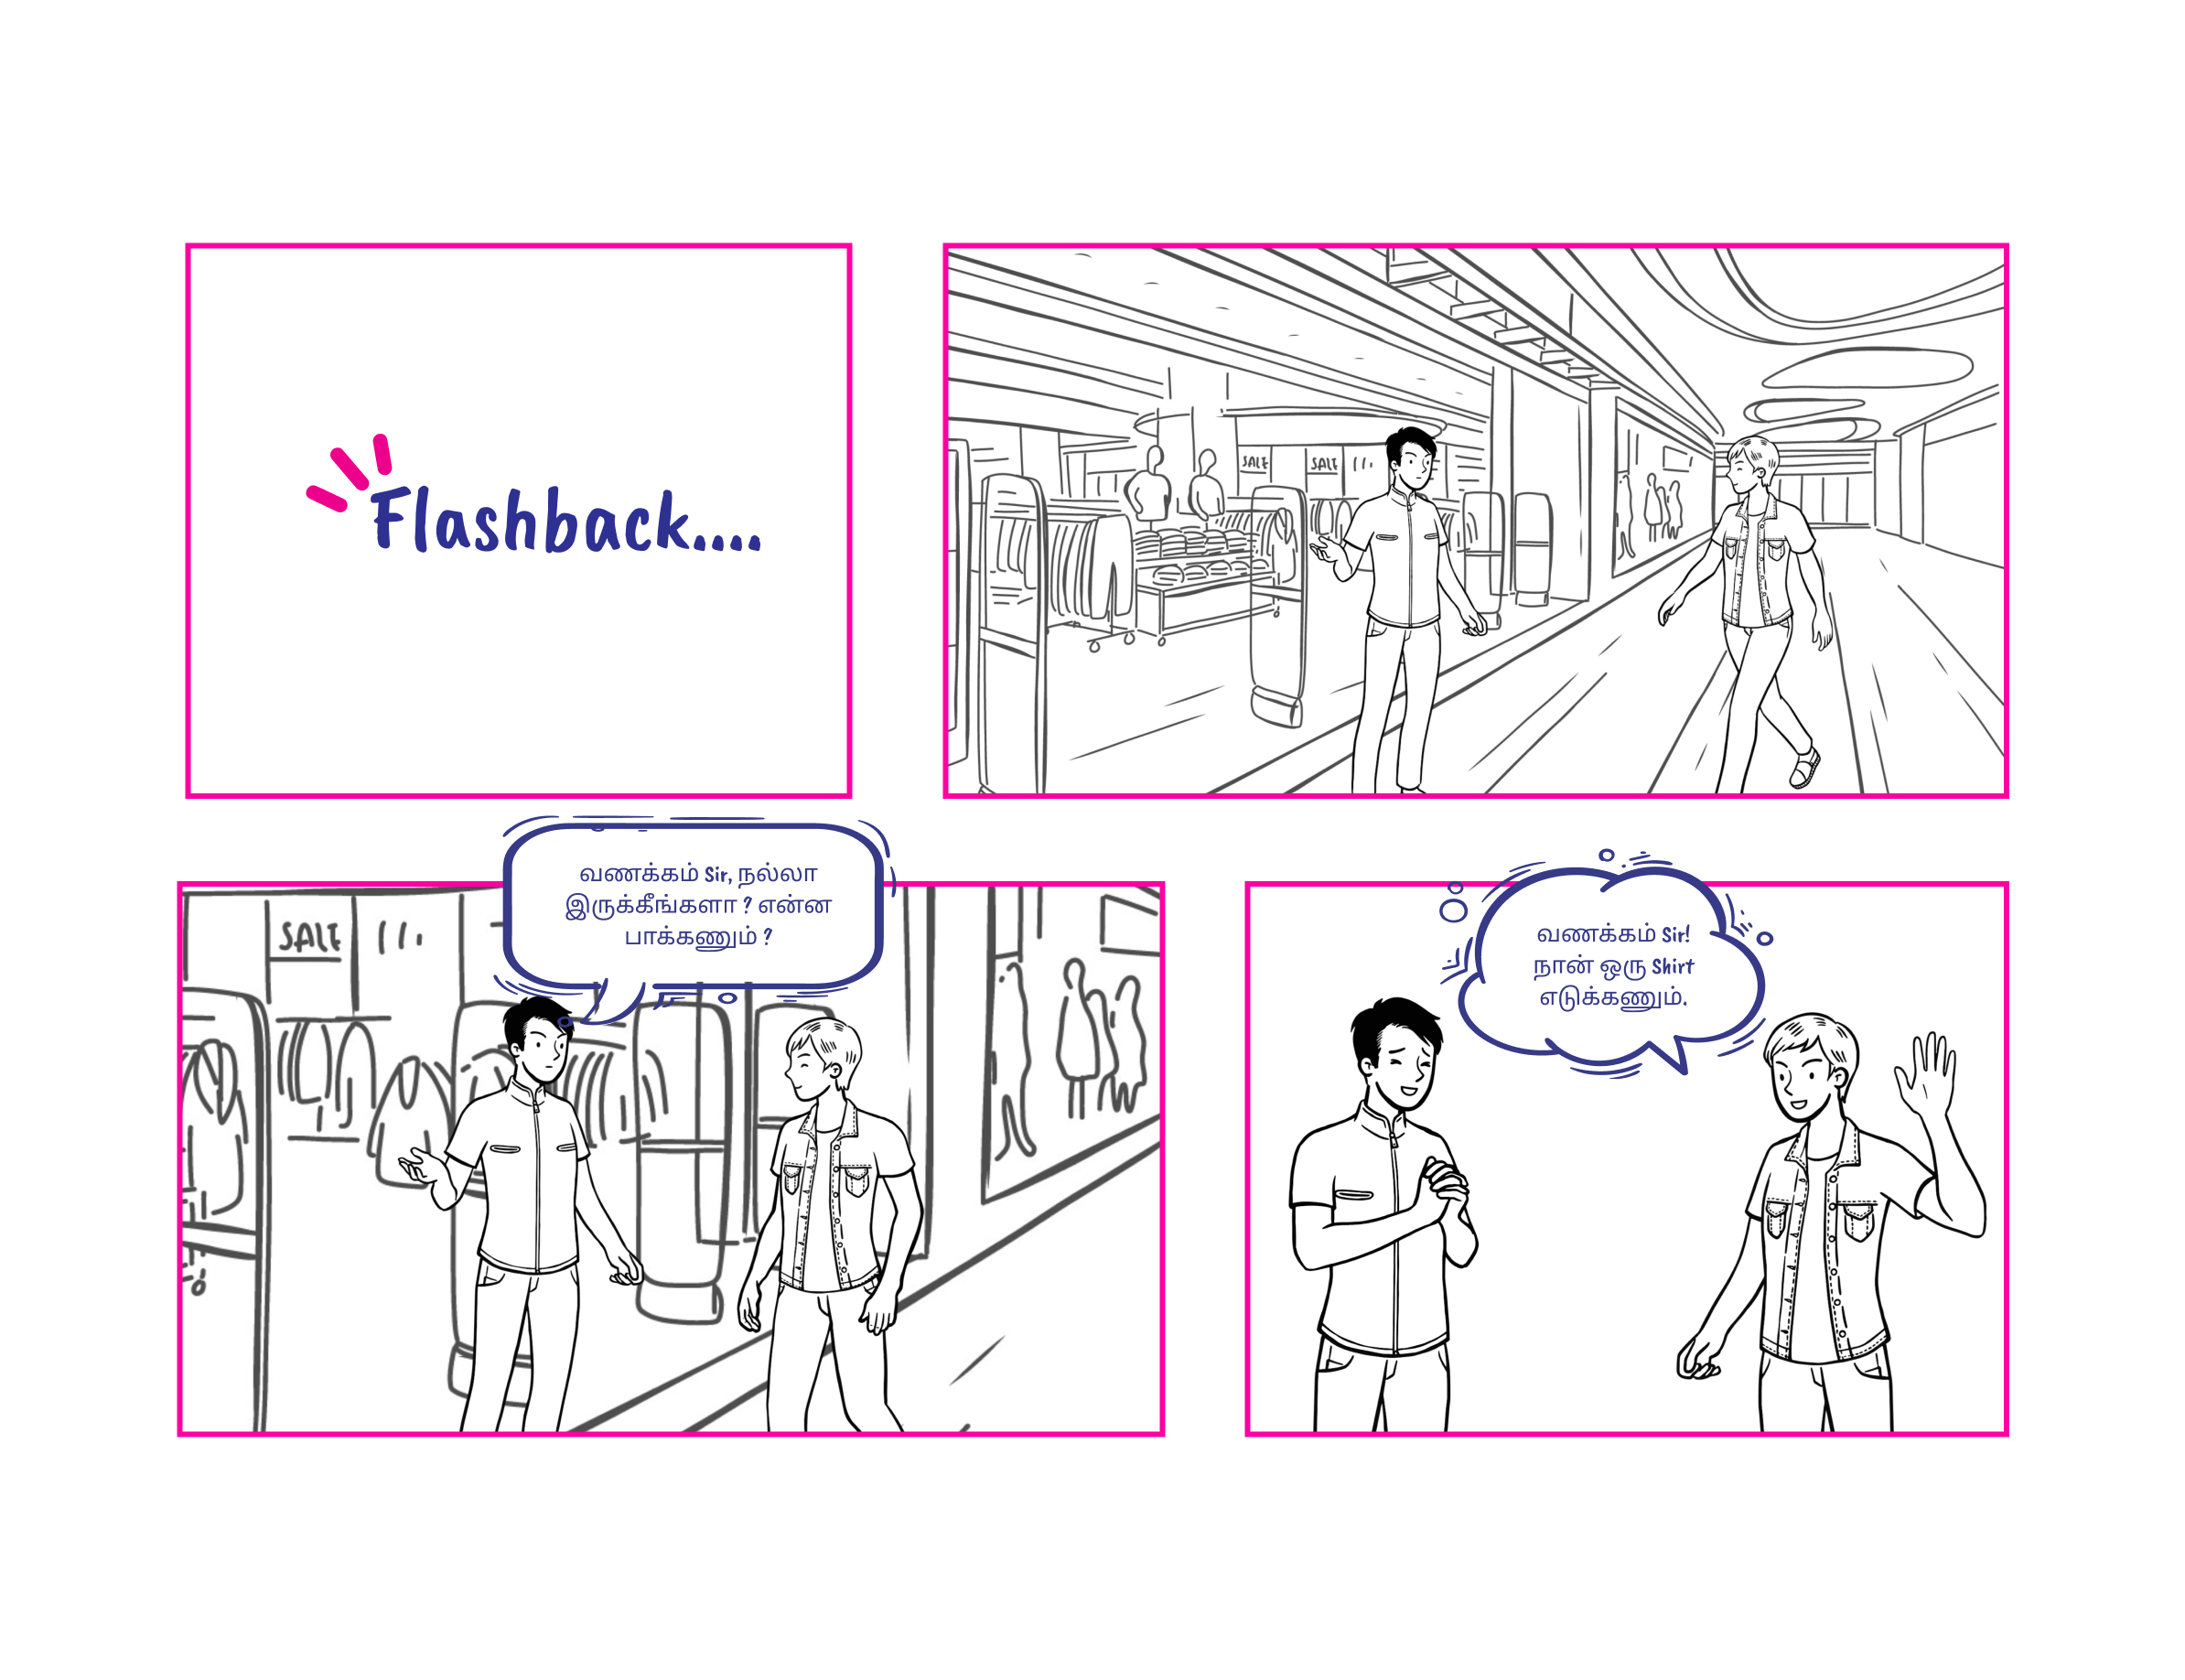 Flashback....
SALE
SALE
வணக்கம் Sir, நல்லா
இருக்கீங்களா ? என்ன
பாக்கணும் ?
SALE
வணக்கம் Sir!
நான் ஒரு Shirt
எடுக்கணும்.